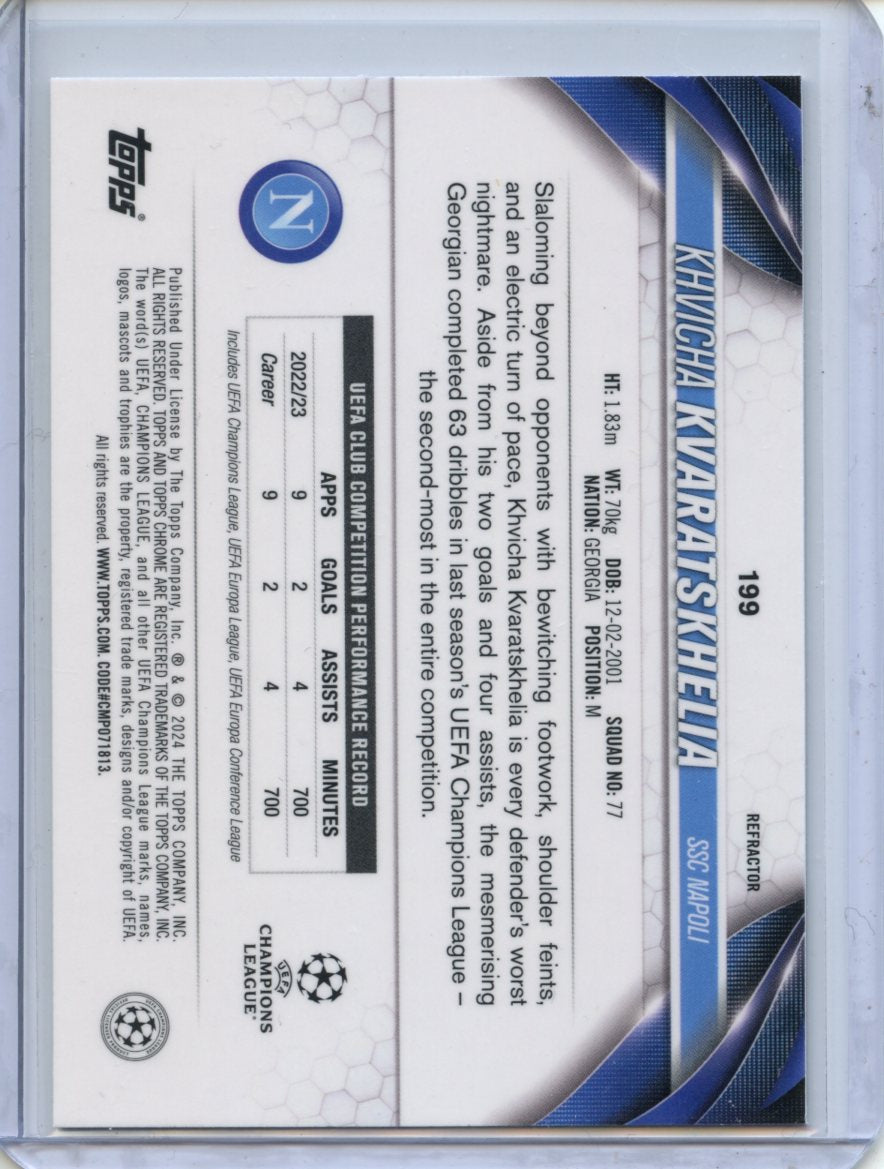 199
REFRACTOR
KHVICHA KVARATSKHELIA
SSC NAPOLI
HT: 1.83m WT: 70kg DOB: 12-02-2001 SQUAD NO: 77
NATION: GEORGIA POSITION: M
Slaloming beyond opponents with bewitching footwork, shoulder feints,
and an electric turn of pace, Khvicha Kvaratskhelia is every defender's worst
nightmare. Aside from his two goals and four assists, the mesmerising
Georgian completed 63 dribbles in last season's UEFA Champions League –
the second-most in the entire competition.
N
UEFA CLUB COMPETITION PERFORMANCE RECORD
APPS GOALS ASSISTS MINUTES
2022/23 9 2 4 700
Career 9 2 4 700
Includes UEFA Champions League, UEFA Europa League, UEFA Europa Conference League
UEFA
CHAMPIONS
LEAGUE®
topps®
Published Under License by The Topps Company, Inc. ® & © 2024 THE TOPPS COMPANY, INC.
ALL RIGHTS RESERVED. TOPPS AND TOPPS CHROME ARE REGISTERED TRADEMARKS OF THE TOPPS COMPANY, INC.
The word(s) UEFA, CHAMPIONS LEAGUE, and all other UEFA Champions League marks, names,
logos, mascots and trophies are the property, registered trade marks, designs and/or copyright of UEFA.
All rights reserved. WWW.TOPPS.COM. CODE#CMP071813.